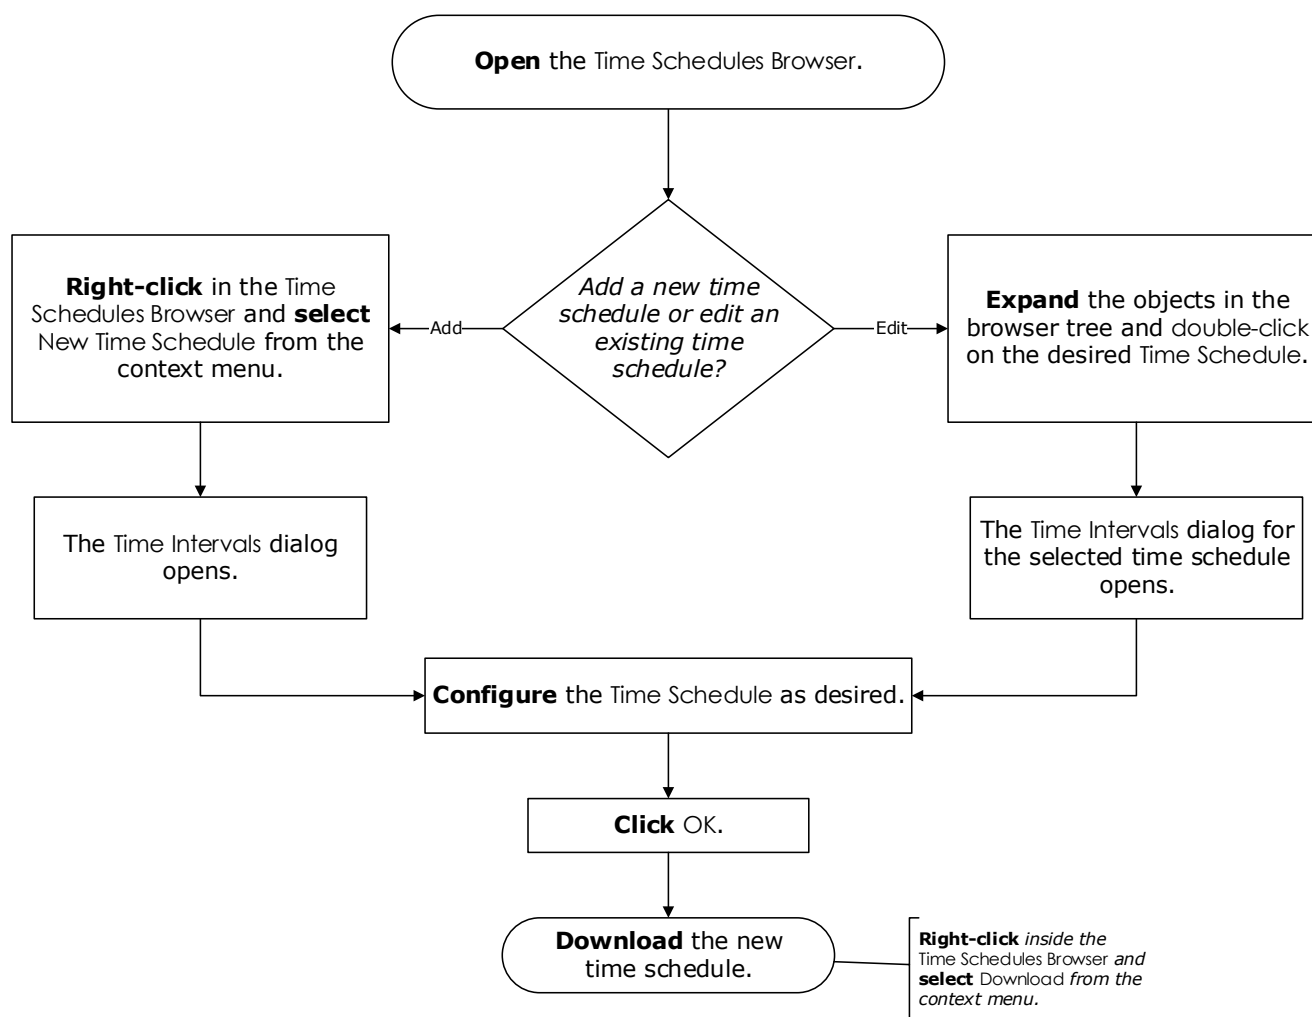 Open the Time Schedules Browser.
Add a new time
schedule or edit an
existing time
schedule?
Add
Edit
Right-click in the Time
Schedules Browser and select
New Time Schedule from the
context menu.
Expand the objects in the
browser tree and double-click
on the desired Time Schedule.
The Time Intervals dialog
opens.
The Time Intervals dialog for
the selected time schedule
opens.
Configure the Time Schedule as desired.
Click OK.
Download the new
time schedule.
Right-click inside the
Time Schedules Browser and
select Download from the
context menu.